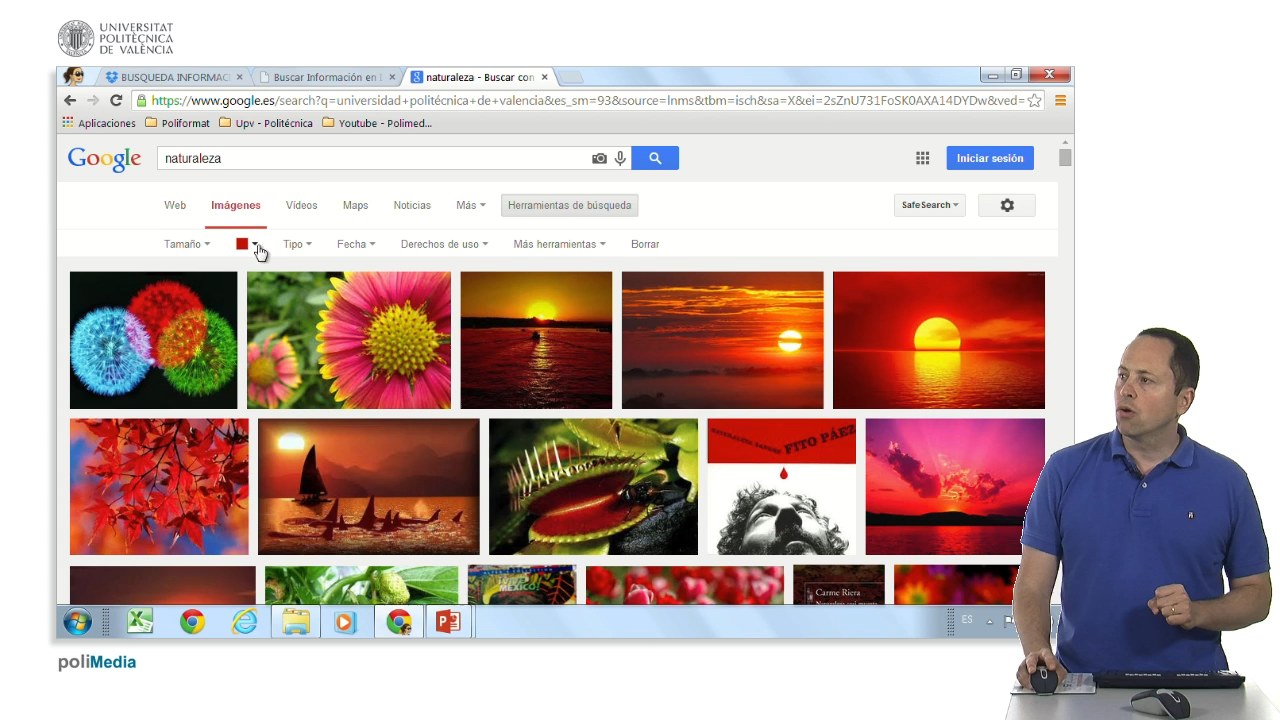 UNIVERSITAT
POLITÈCNICA
DE VALÈNCIA
BUSQUEDA INFORMAC
Buscar Información en I
naturaleza - Buscar con
https://www.google.es/search?q=universidad+politécnica+de+valencia&es_sm=93&source=lnms&tbm=isch&sa=X&ei=2sZnU731FoSK0AXA14DYDw&ved=
Aplicaciones Poliformat Upv - Politécnica Youtube - Polimed...
Google naturaleza Iniciar sesión
Web Imágenes Vídeos Maps Noticias Más Herramientas de búsqueda SafeSearch
Tamaño Tipo Fecha Derechos de uso Más herramientas Borrar
FITO PÁEZ
MEXICO!
Carme Riera
ES
poliMedia